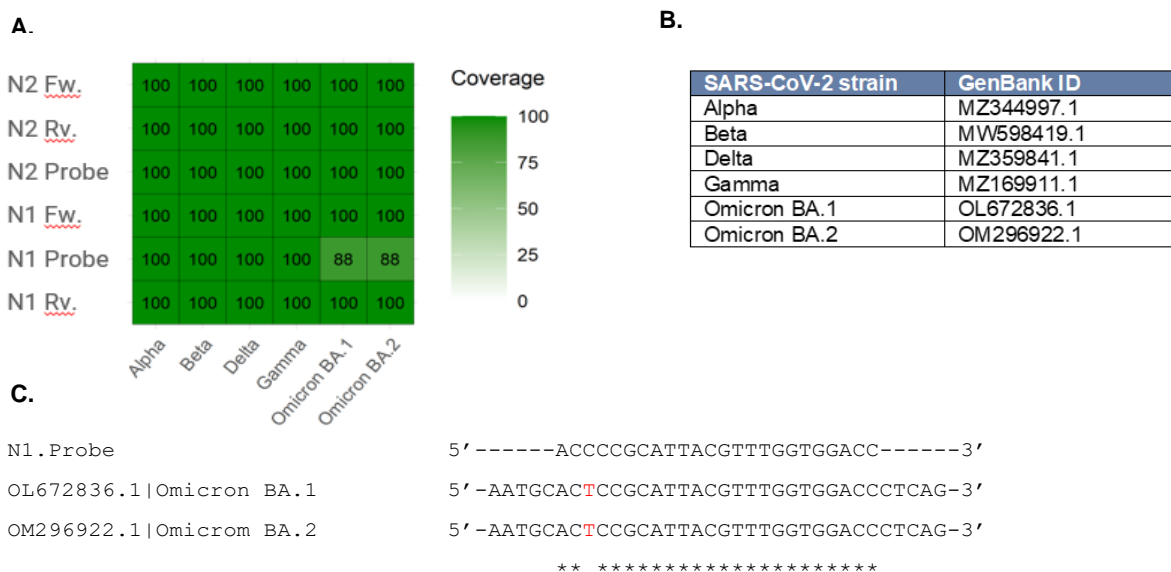 A.
N2 Fw. 100 100 100 100 100 100
N2 Rv. 100 100 100 100 100 100
N2 Probe 100 100 100 100 100 100
N1 Fw. 100 100 100 100 100 100
N1 Probe 100 100 100 100 88 88
N1 Rv. 100 100 100 100 100 100
Alpha Beta Delta Gamma Omicron BA.1 Omicron BA.2
Coverage
100
75
50
25
0
B.
SARS-CoV-2 strain GenBank ID
Alpha MZ344997.1
Beta MW598419.1
Delta MZ359841.1
Gamma MZ169911.1
Omicron BA.1 OL672836.1
Omicron BA.2 OM296922.1
C.
N1.Probe 5’------ACCCCGCATTACGTTTGGTGGACC------3’
OL672836.1|Omicron BA.1 5’-AATGCACTCCGCATTACGTTTGGTGGACCCTCAG-3’
OM296922.1|Omicrom BA.2 5’-AATGCACTCCGCATTACGTTTGGTGGACCCTCAG-3’
** *********************